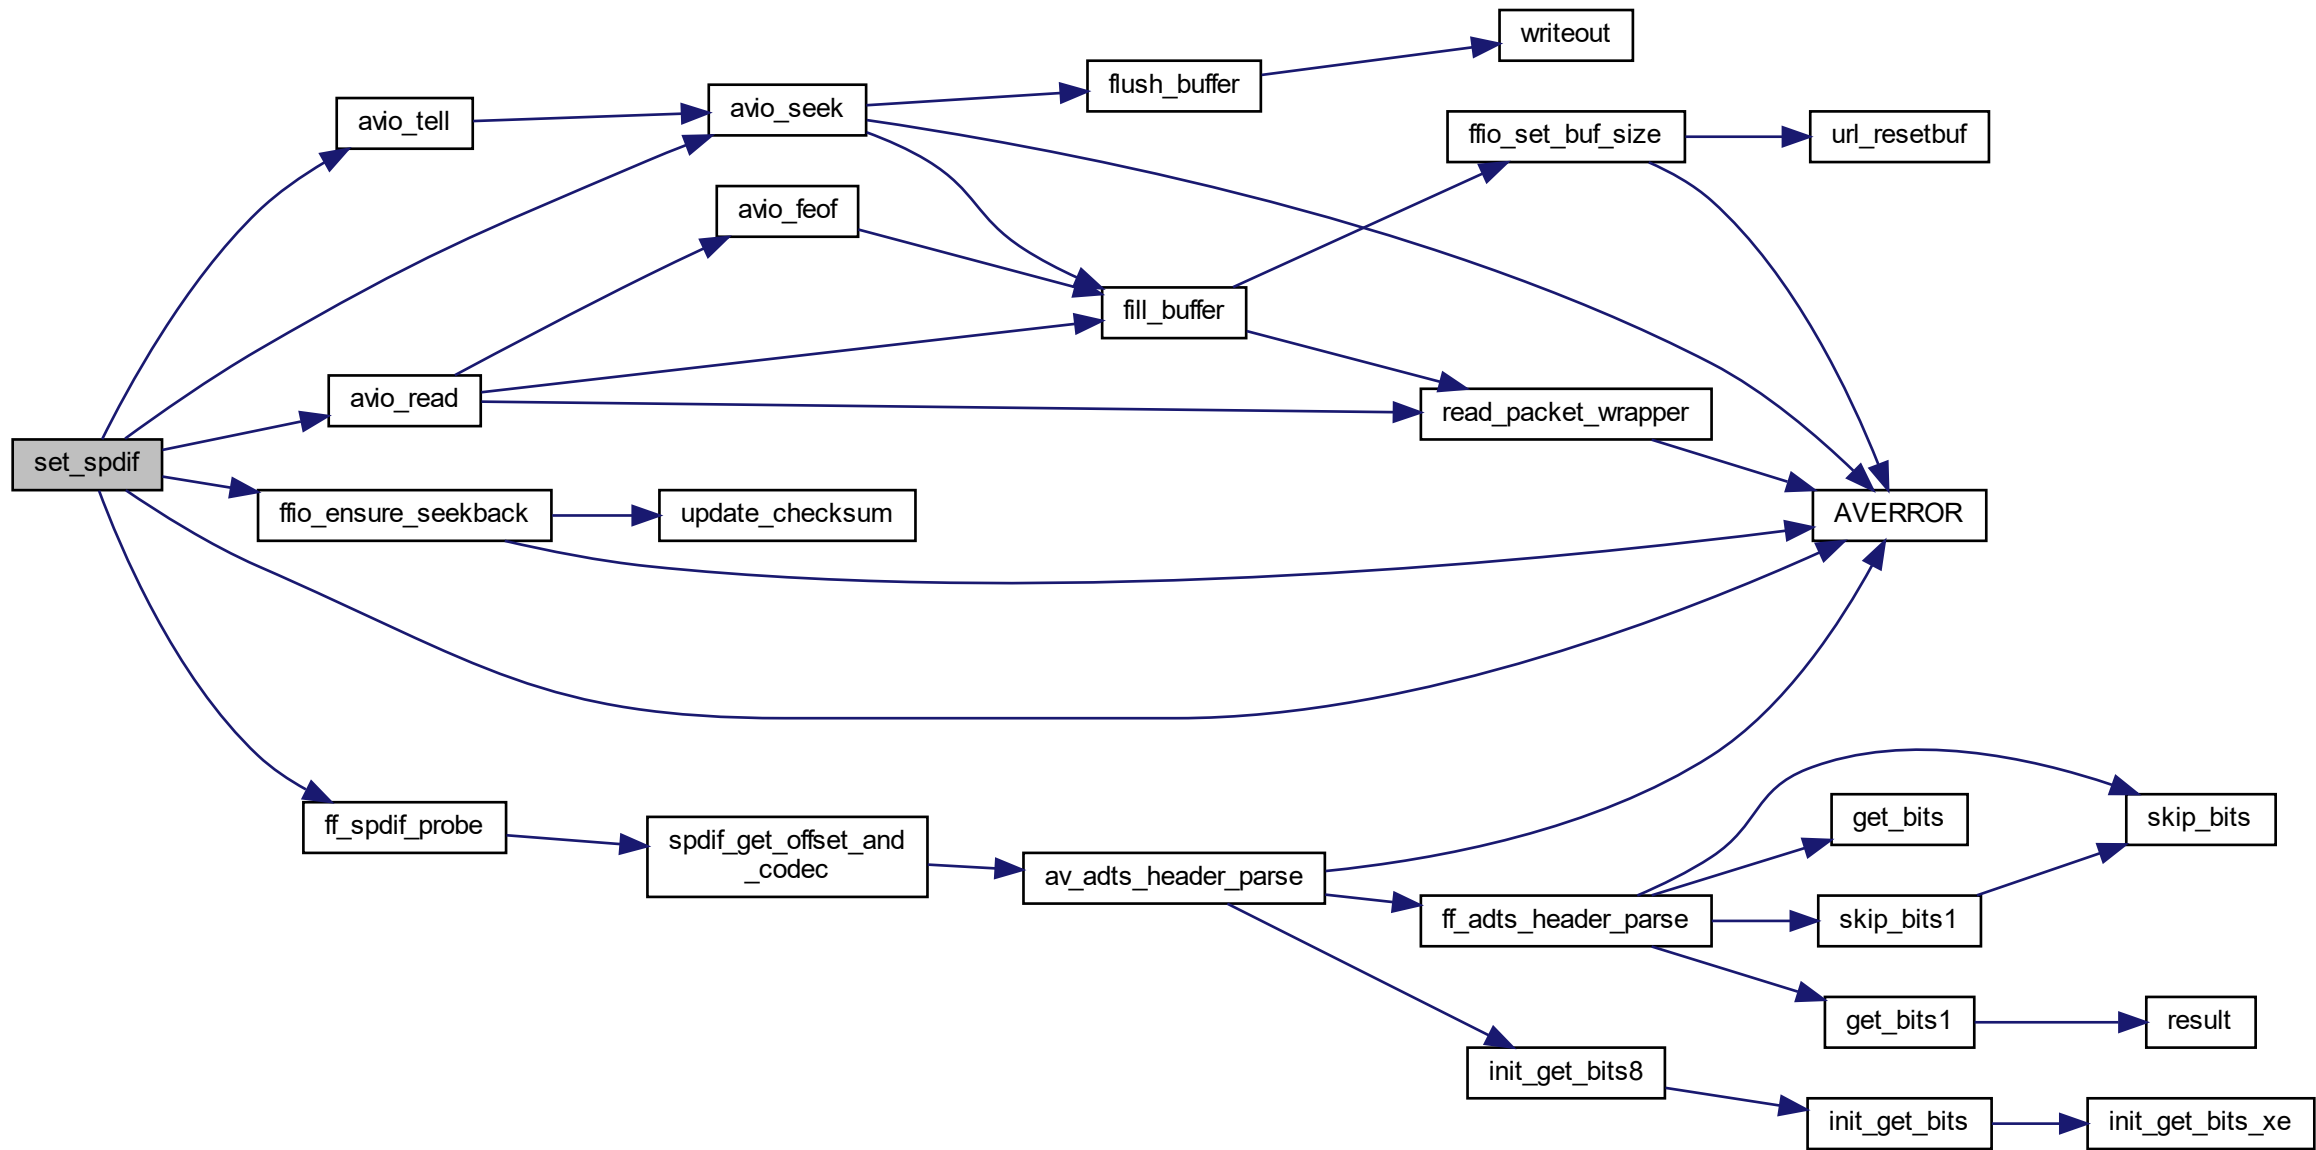 writeout
flush_buffer
avio_seek
avio_tell
ffio_set_buf_size
url_resetbuf
avio_feof
fill_buffer
avio_read
read_packet_wrapper
set_spdif
ffio_ensure_seekback
update_checksum
AVERROR
ff_spdif_probe
spdif_get_offset_and
_codec
av_adts_header_parse
get_bits
skip_bits
ff_adts_header_parse
skip_bits1
get_bits1
result
init_get_bits8
init_get_bits
init_get_bits_xe